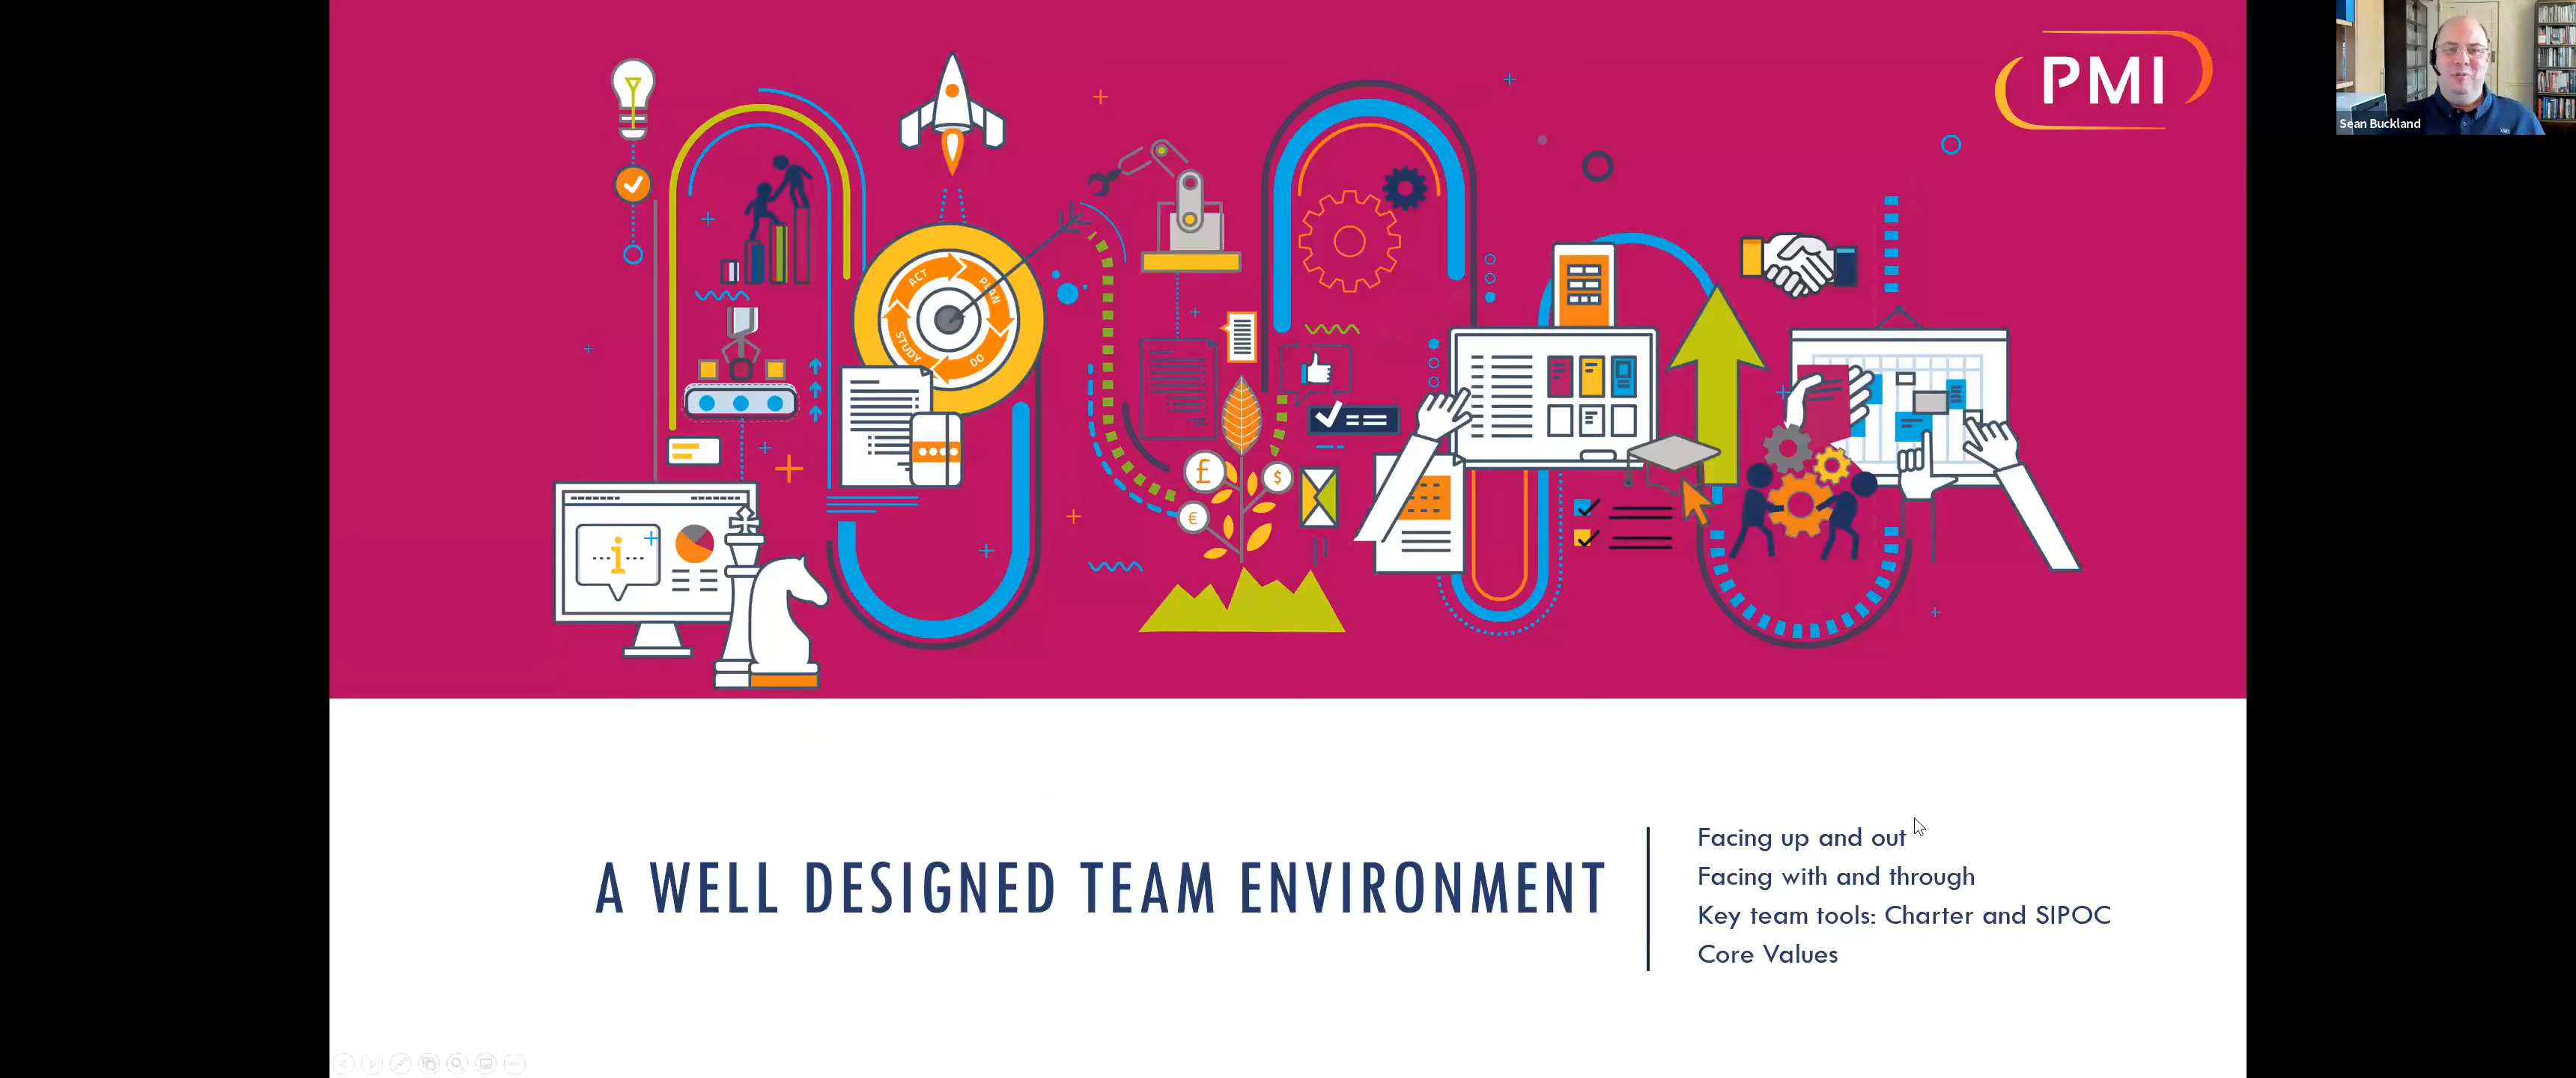 PMI
Sean Buckland
ACT
PLAN
DO
STUDY
£
$
€
i
A WELL DESIGNED TEAM ENVIRONMENT
Facing up and out
Facing with and through
Key team tools: Charter and SIPOC
Core Values